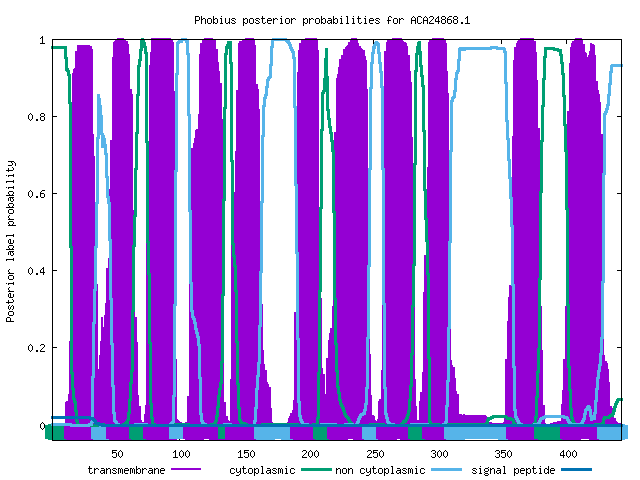 Phobius posterior probabilities for ACA24868.1
Posterior label probability
1
0.8
0.6
0.4
0.2
0
50 100 150 200 250 300 350 400
transmembrane cytoplasmic non cytoplasmic signal peptide